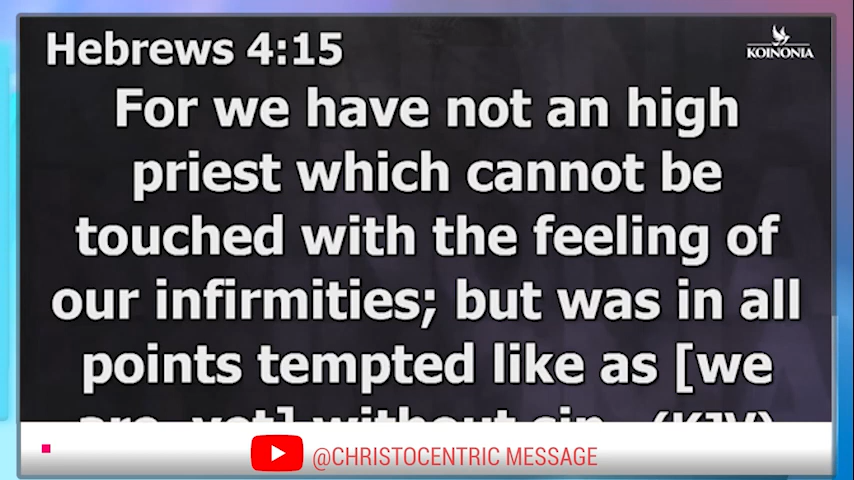 Hebrews 4:15
KOINONIA
For we have not an high
priest which cannot be
touched with the feeling of
our infirmities; but was in all
points tempted like as [we
are, yet] without sin. (KJV)
@CHRISTOCENTRIC MESSAGE